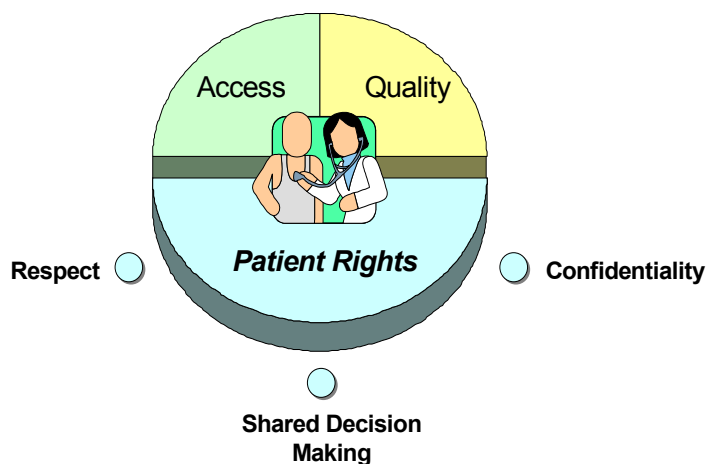 Access
Quality
Patient Rights
Respect
Confidentiality
Shared Decision
Making